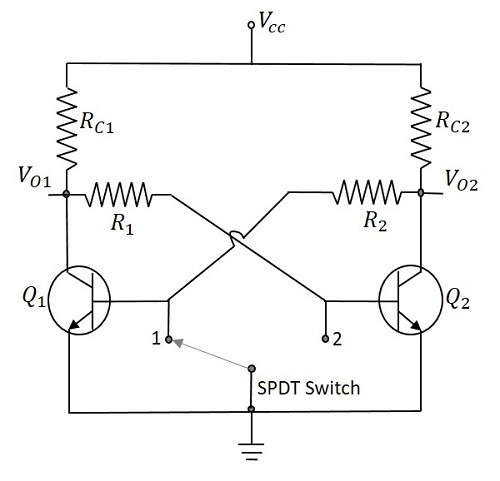 Vcc
RC1
RC2
VO1
VO2
R1
R2
Q1
Q2
1
2
SPDT Switch